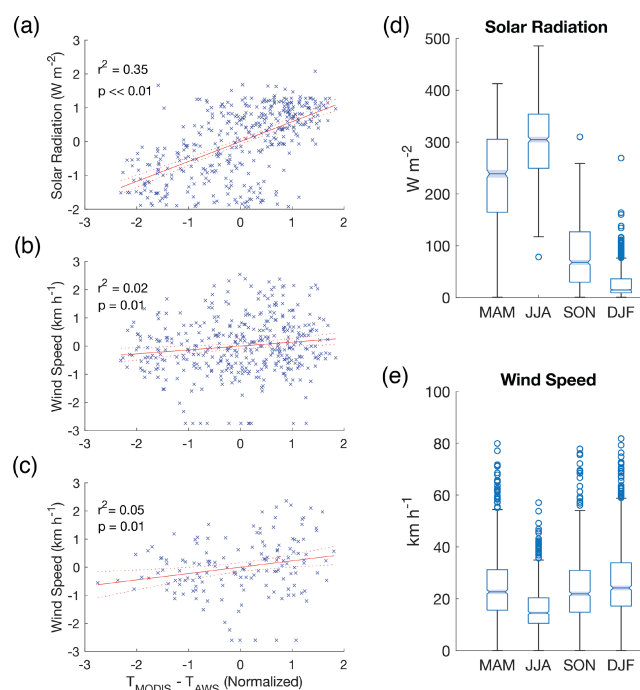 (a)
r² = 0.35
p << 0.01
Solar Radiation (W m⁻²)
3
2
1
0
-1
-2
-3 -2 -1 0 1 2
(b)
r² = 0.02
p = 0.01
Wind Speed (km h⁻¹)
3
2
1
0
-1
-2
-3
-3 -2 -1 0 1 2
(c)
r² = 0.05
p = 0.01
Wind Speed (km h⁻¹)
3
2
1
0
-1
-2
-3
-3 -2 -1 0 1 2
T_MODIS - T_AWS (Normalized)
(d)
Solar Radiation
W m⁻²
500
400
300
200
100
0
MAM JJA SON DJF
(e)
Wind Speed
km h⁻¹
100
80
60
40
20
0
MAM JJA SON DJF